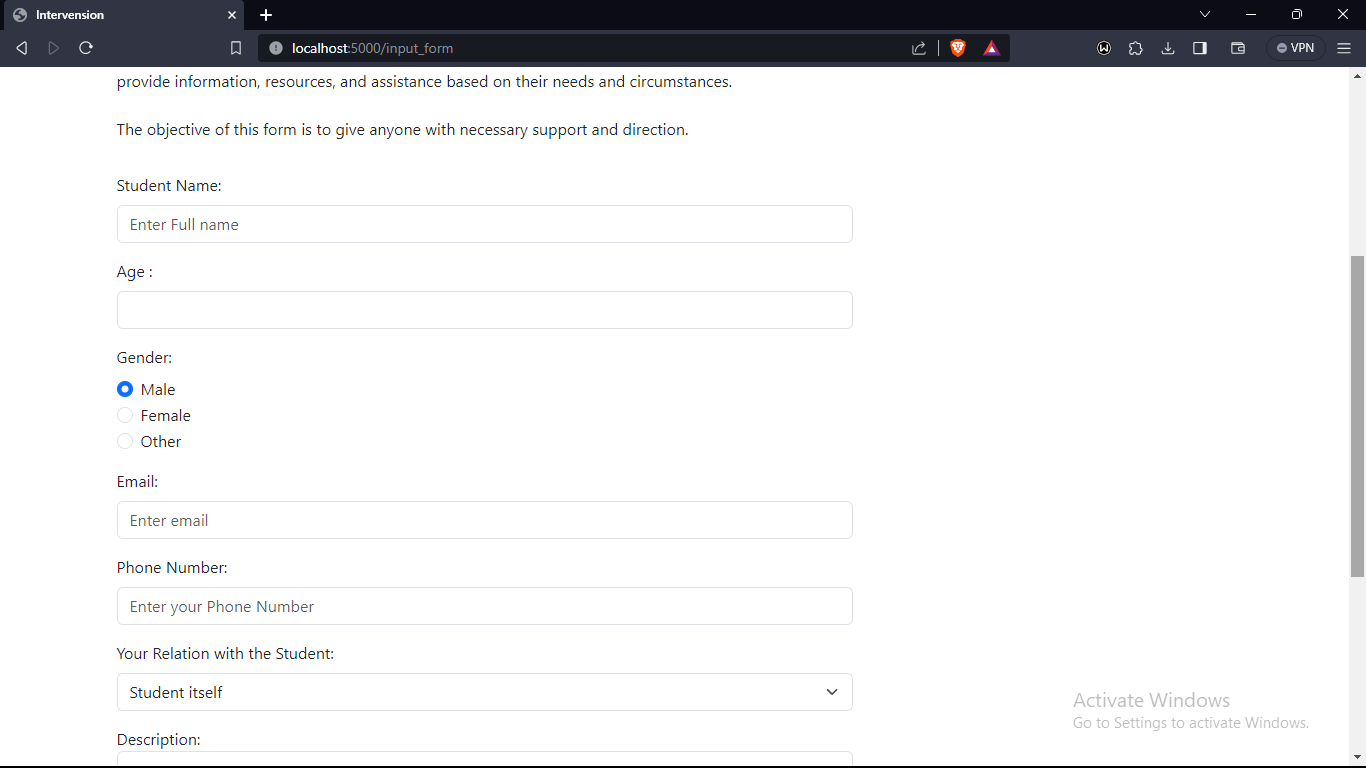 Intervension
localhost:5000/input_form
VPN
provide information, resources, and assistance based on their needs and circumstances.
The objective of this form is to give anyone with necessary support and direction.
Student Name:
Enter Full name
Age :
Gender:
Male
Female
Other
Email:
Enter email
Phone Number:
Enter your Phone Number
Your Relation with the Student:
Student itself
Description:
Activate Windows
Go to Settings to activate Windows.